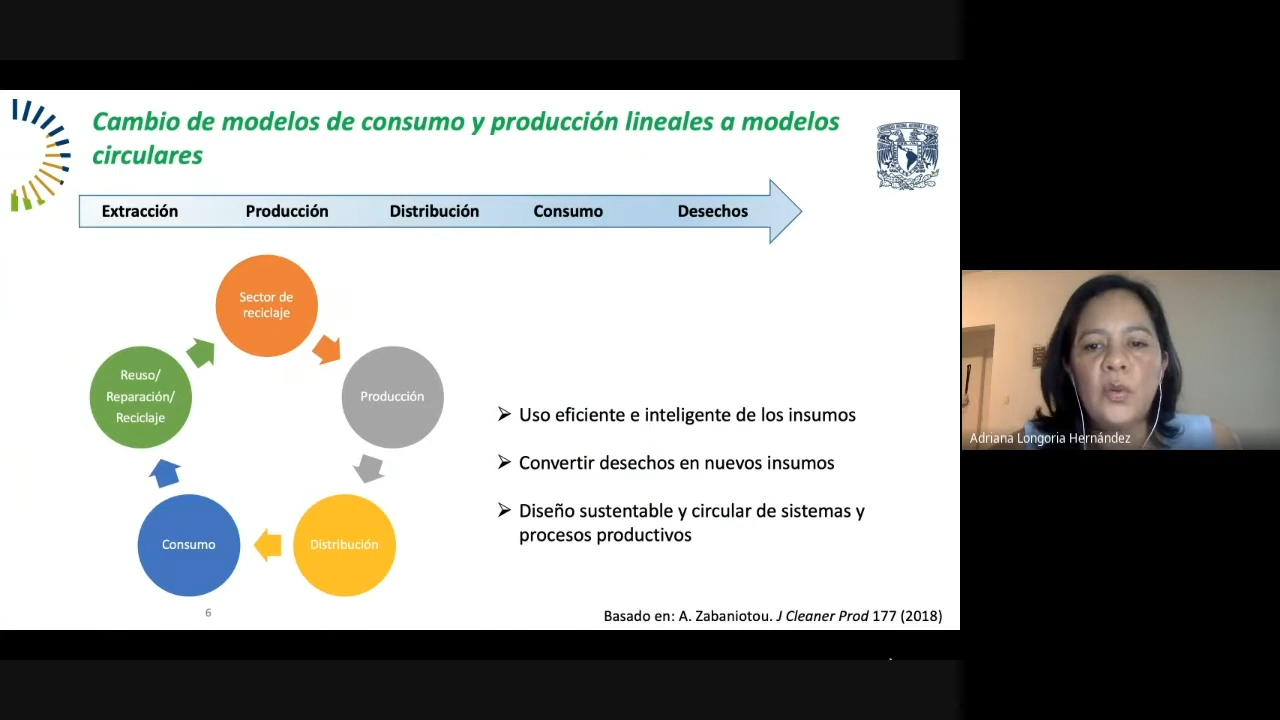 Cambio de modelos de consumo y producción lineales a modelos
circulares
Extracción Producción Distribución Consumo Desechos
Sector de
reciclaje
Reuso/
Reparación/
Reciclaje
Producción
Consumo
Distribución
➢ Uso eficiente e inteligente de los insumos
➢ Convertir desechos en nuevos insumos
➢ Diseño sustentable y circular de sistemas y
procesos productivos
6
Basado en: A. Zabaniotou. J Cleaner Prod 177 (2018)
Adriana Longoria Hernández